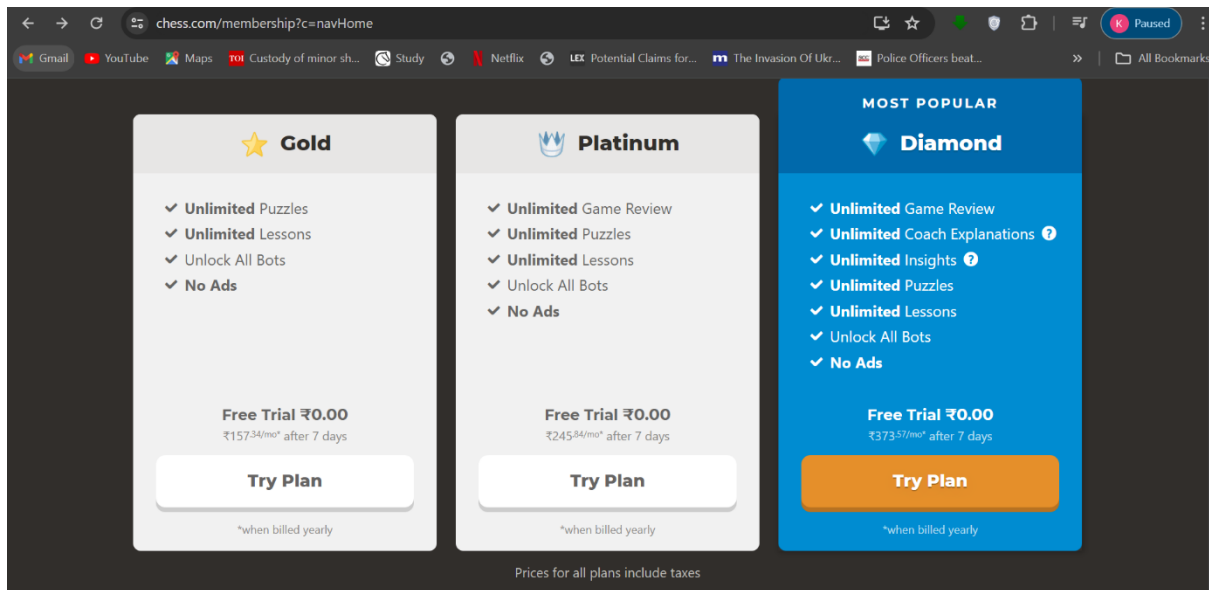 chess.com/membership?c=navHome
K Paused
Gmail YouTube Maps TOI Custody of minor sh... Study Netflix LEX Potential Claims for... m The Invasion Of Ukr... Police Officers beat... » All Bookmarks
MOST POPULAR
Gold
Unlimited Puzzles
Unlimited Lessons
Unlock All Bots
No Ads
Free Trial ₹0.00
₹157.34/mo* after 7 days
Try Plan
*when billed yearly
Platinum
Unlimited Game Review
Unlimited Puzzles
Unlimited Lessons
Unlock All Bots
No Ads
Free Trial ₹0.00
₹245.84/mo* after 7 days
Try Plan
*when billed yearly
Diamond
Unlimited Game Review
Unlimited Coach Explanations ?
Unlimited Insights ?
Unlimited Puzzles
Unlimited Lessons
Unlock All Bots
No Ads
Free Trial ₹0.00
₹373.57/mo* after 7 days
Try Plan
*when billed yearly
Prices for all plans include taxes